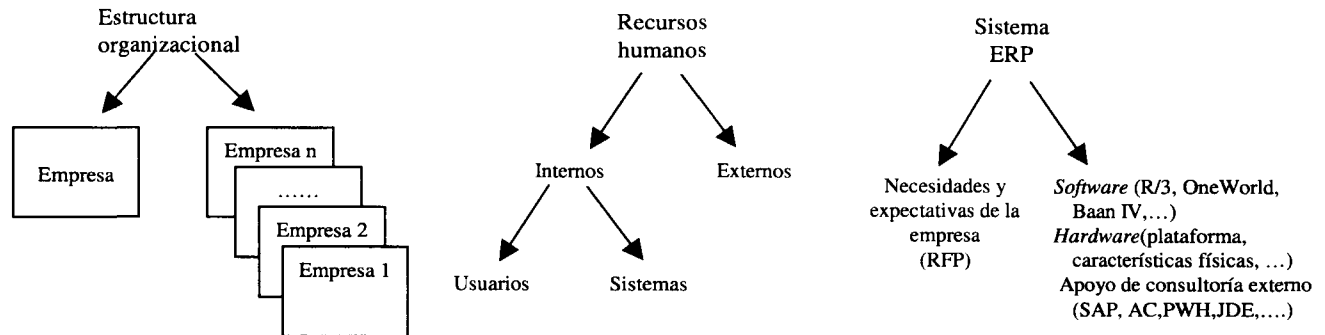 Estructura
organizacional
Empresa
Empresa n
......
Empresa 2
Empresa 1
Recursos
humanos
Internos
Externos
Usuarios
Sistemas
Sistema
ERP
Necesidades y
expectativas de la
empresa
(RFP)
Software (R/3, OneWorld,
Baan IV,...)
Hardware(plataforma,
características físicas, ...)
Apoyo de consultoría externo
(SAP, AC,PWH,JDE,....)